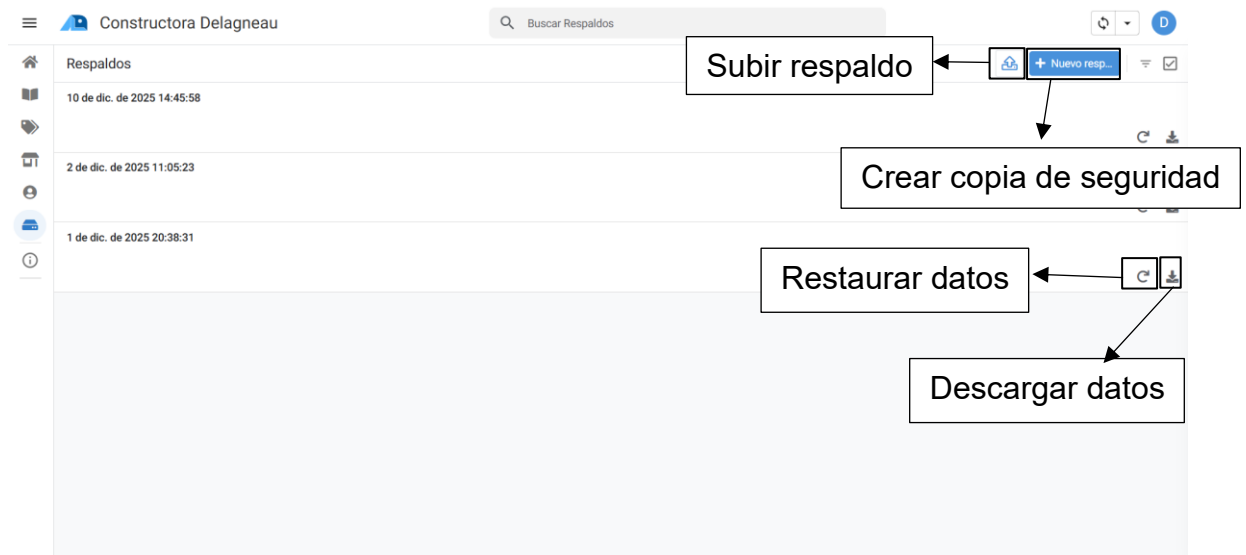 Constructora Delagneau
Buscar Respaldos
D
Respaldos
Subir respaldo
+ Nuevo resp...
10 de dic. de 2025 14:45:58
2 de dic. de 2025 11:05:23
Crear copia de seguridad
1 de dic. de 2025 20:38:31
Restaurar datos
Descargar datos